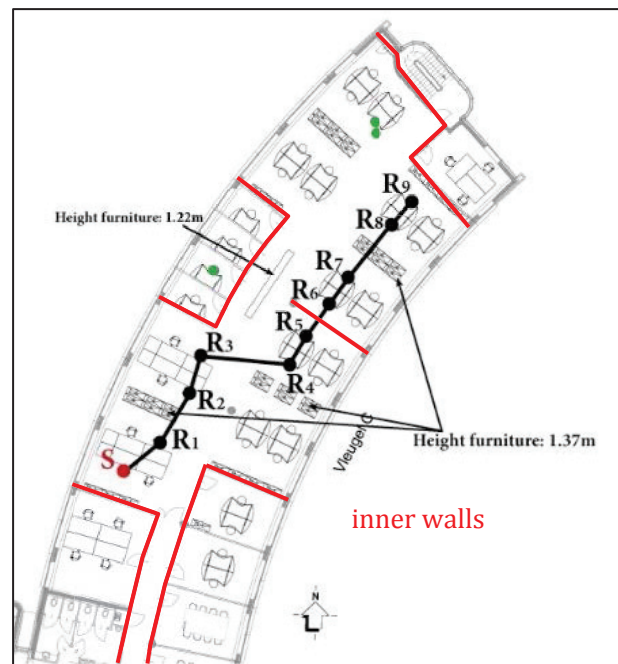 R9
R8
Height furniture: 1.22m
R7
R6
R5
R3
R4
R2
R1
Height furniture: 1.37m
Vleugel C
S
inner walls
N